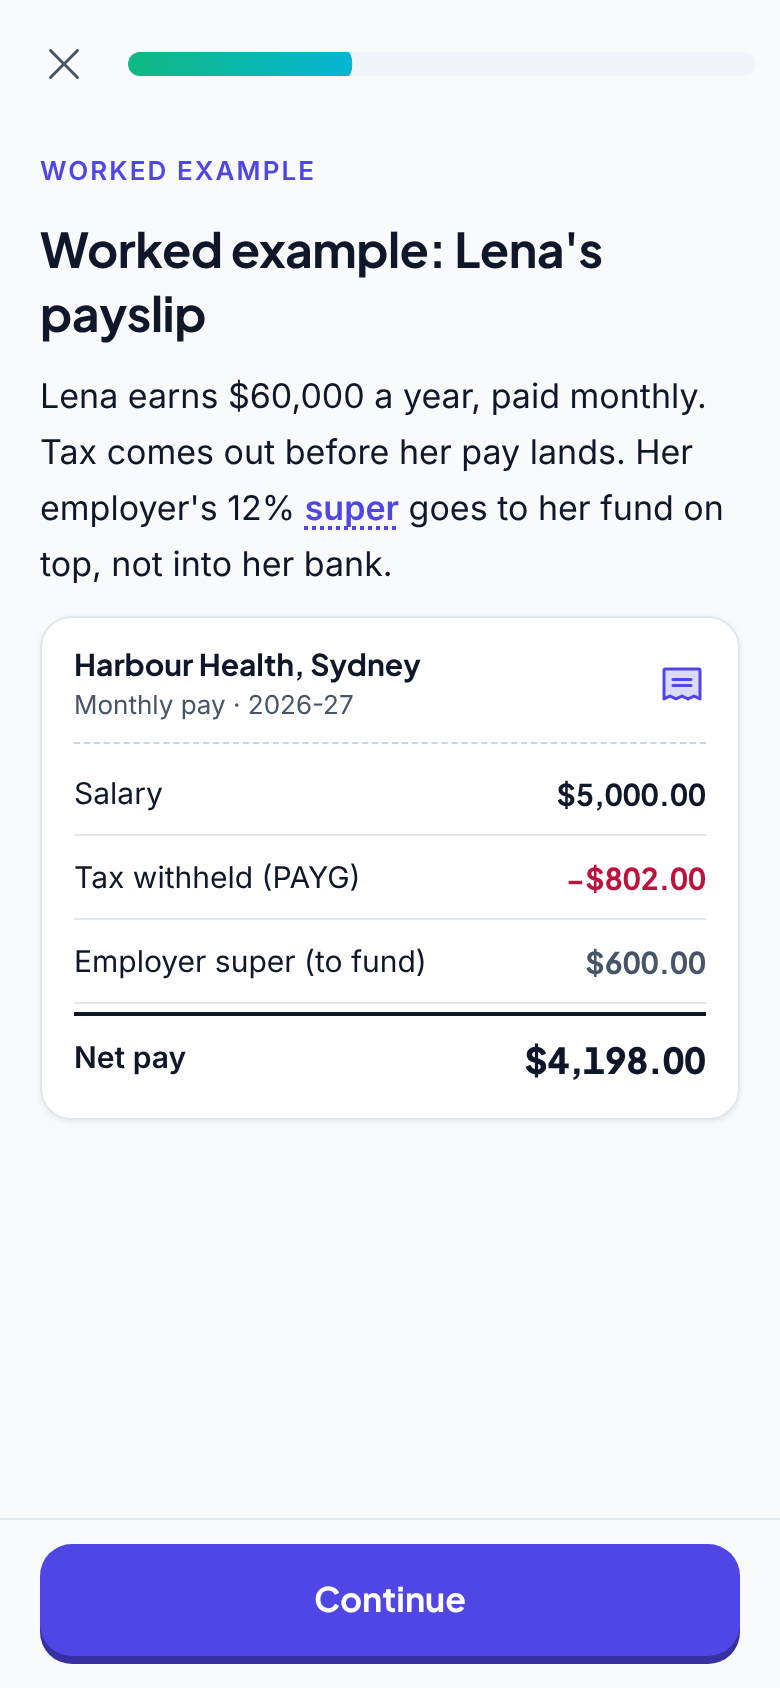 WORKED EXAMPLE
Worked example: Lena's
payslip
Lena earns $60,000 a year, paid monthly.
Tax comes out before her pay lands. Her
employer's 12% super goes to her fund on
top, not into her bank.
Harbour Health, Sydney
Monthly pay · 2026-27
Salary $5,000.00
Tax withheld (PAYG) −$802.00
Employer super (to fund) $600.00
Net pay $4,198.00
Continue